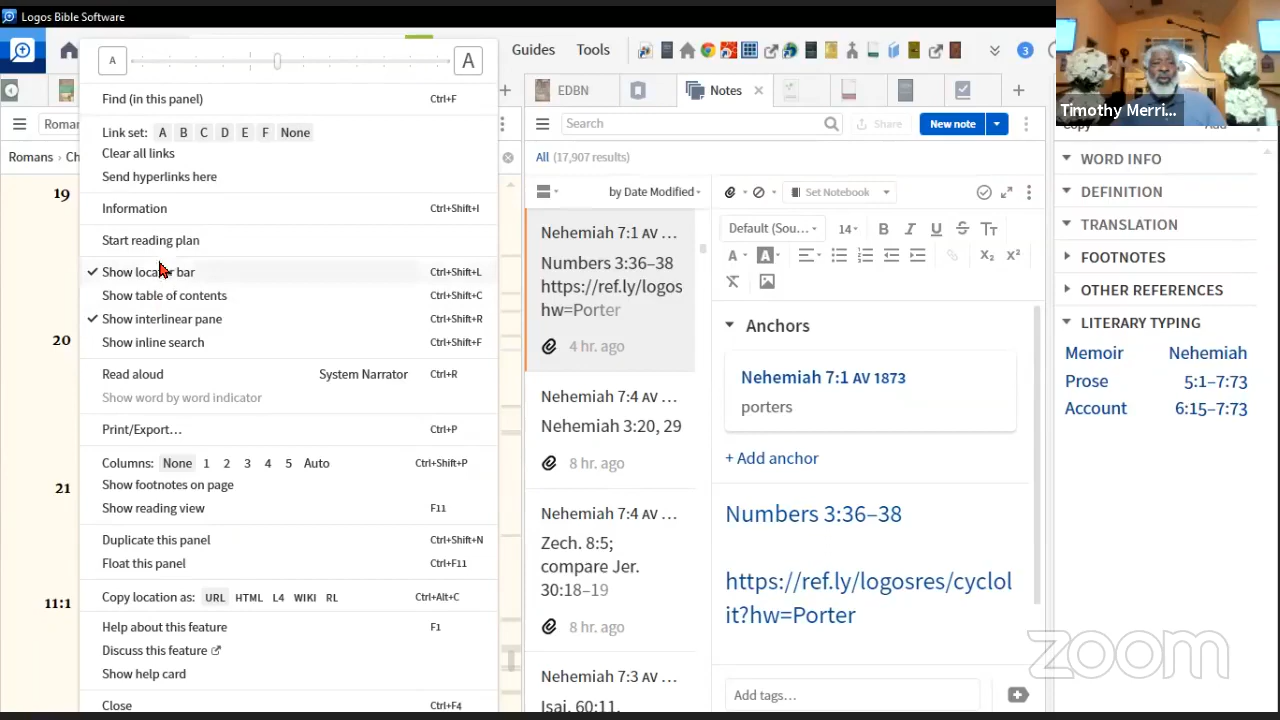 Logos Bible Software
A A
Guides Tools
3
Find (in this panel) Ctrl+F
EDBN
Notes
Link set: A B C D E F None
Clear all links
Send hyperlinks here
Information Ctrl+Shift+I
Start reading plan
Show locator bar Ctrl+Shift+L
Show table of contents Ctrl+Shift+C
Show interlinear pane Ctrl+Shift+R
Show inline search Ctrl+Shift+F
Read aloud System Narrator Ctrl+R
Show word by word indicator
Print/Export… Ctrl+P
Columns: None 1 2 3 4 5 Auto Ctrl+Shift+P
Show footnotes on page
Show reading view F11
Duplicate this panel Ctrl+Shift+N
Float this panel Ctrl+F11
Copy location as: URL HTML L4 WIKI RL Ctrl+Alt+C
Help about this feature F1
Discuss this feature
Show help card
Close Ctrl+F4
Romans › Ch
19
20
21
11:1
Search
Share
New note
All (17,907 results)
by Date Modified
Set Notebook
Nehemiah 7:1 AV …
Numbers 3:36–38
https://ref.ly/logos
hw=Porter
4 hr. ago
Nehemiah 7:4 AV …
Nehemiah 3:20, 29
8 hr. ago
Nehemiah 7:4 AV …
Zech. 8:5;
compare Jer.
30:18–19
8 hr. ago
Nehemiah 7:3 AV …
Isai. 60:11,
Default (Sou… 14
B I U S TT
A A
X₂ X²
Anchors
Nehemiah 7:1 AV 1873
porters
+ Add anchor
Numbers 3:36–38
https://ref.ly/logosres/cyclol
it?hw=Porter
Add tags…
Timothy Merri...
Copy Add
WORD INFO
DEFINITION
TRANSLATION
FOOTNOTES
OTHER REFERENCES
LITERARY TYPING
Memoir Nehemiah
Prose 5:1–7:73
Account 6:15–7:73
zoom